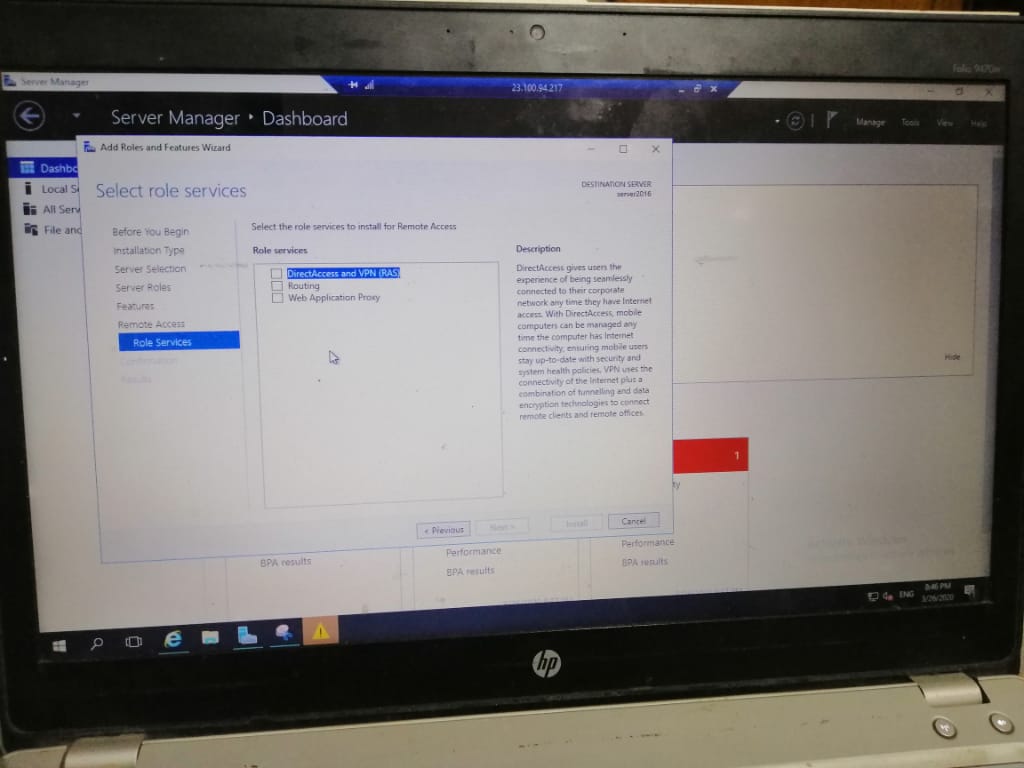 Folio 9470m
Server Manager
23.100.94.217
Server Manager
Dashboard
Manage
Tools
View
Help
Dashbo
Local S
All Serv
File and
Add Roles and Features Wizard
Select role services
DESTINATION SERVER
server2016
Before You Begin
Installation Type
Server Selection
Server Roles
Features
Remote Access
Role Services
Confirmation
Results
Select the role services to install for Remote Access
Role services
DirectAccess and VPN (RAS)
Routing
Web Application Proxy
Description
DirectAccess gives users the
experience of being seamlessly
connected to their corporate
network any time they have Internet
access. With DirectAccess, mobile
computers can be managed any
time the computer has Internet
connectivity, ensuring mobile users
stay up-to-date with security and
system health policies. VPN uses the
connectivity of the Internet plus a
combination of tunnelling and data
encryption technologies to connect
remote clients and remote offices.
< Previous
Next >
Install
Cancel
Hide
1
ty
BPA results
Performance
BPA results
Performance
BPA results
Activate Windows
ENG
8:46 PM
3/26/2020
hp